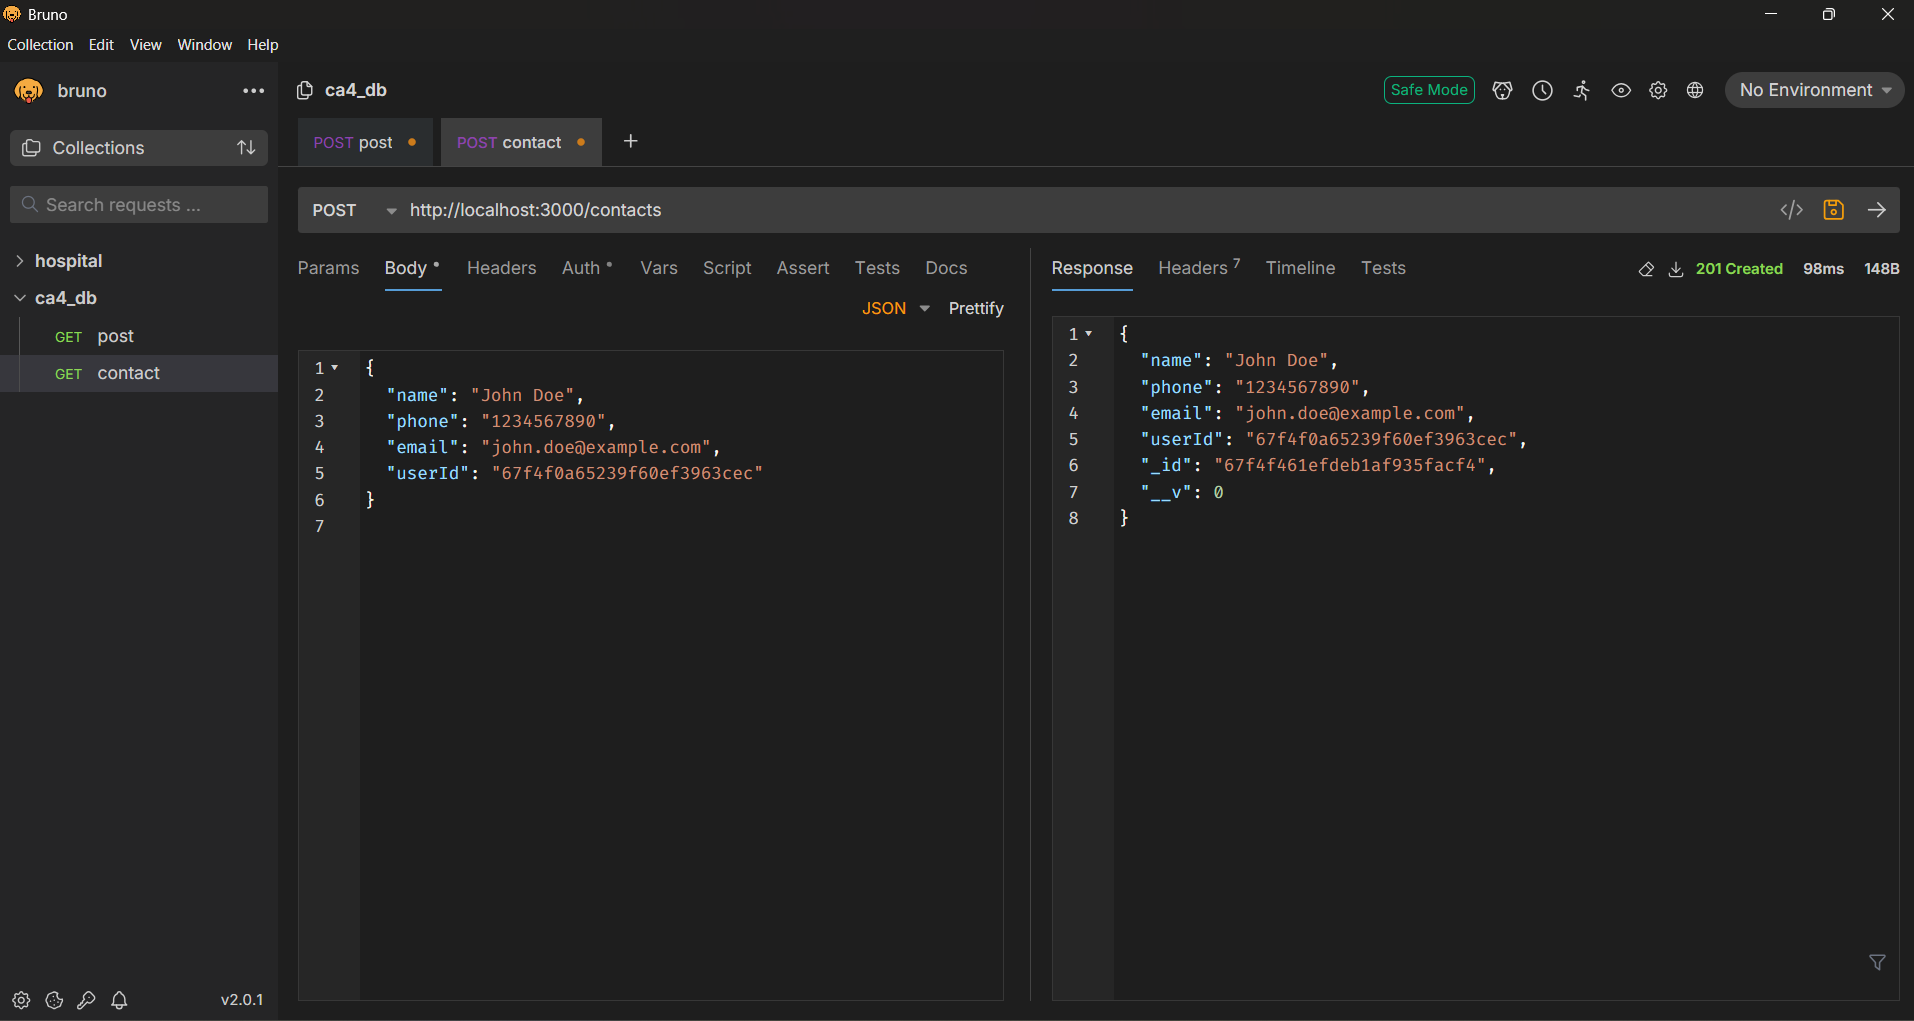 Bruno
Collection Edit View Window Help
bruno
ca4_db
Safe Mode
No Environment
Collections
POST post
POST contact
Search requests ...
POST http://localhost:3000/contacts
hospital
ca4_db
GET post
GET contact
Params Body Headers Auth Vars Script Assert Tests Docs
JSON Prettify
1 {
2 "name": "John Doe",
3 "phone": "1234567890",
4 "email": "john.doe@example.com",
5 "userId": "67f4f0a65239f60ef3963cec"
6 }
7
Response Headers 7 Timeline Tests
201 Created 98ms 148B
1 {
2 "name": "John Doe",
3 "phone": "1234567890",
4 "email": "john.doe@example.com",
5 "userId": "67f4f0a65239f60ef3963cec",
6 "_id": "67f4f461efdeb1af935facf4",
7 "__v": 0
8 }
v2.0.1